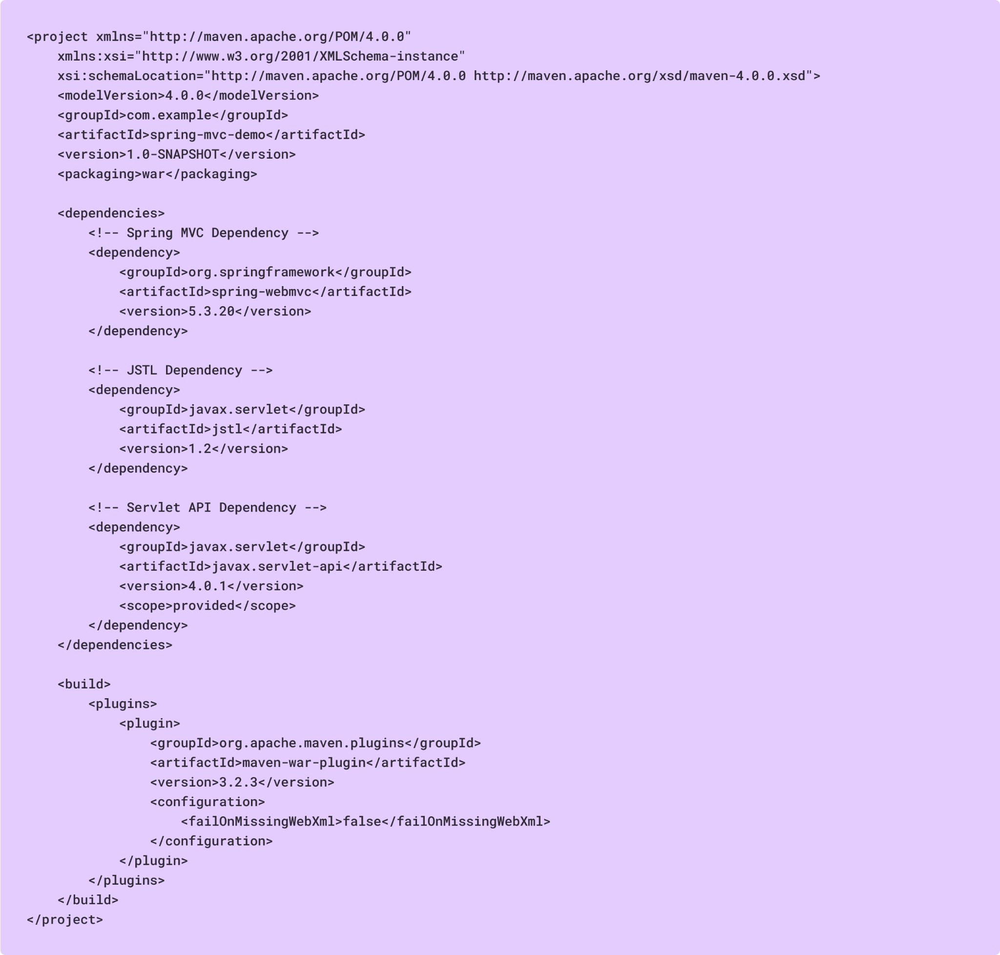 <project xmlns="http://maven.apache.org/POM/4.0.0"
    xmlns:xsi="http://www.w3.org/2001/XMLSchema-instance"
    xsi:schemaLocation="http://maven.apache.org/POM/4.0.0 http://maven.apache.org/xsd/maven-4.0.0.xsd">
    <modelVersion>4.0.0</modelVersion>
    <groupId>com.example</groupId>
    <artifactId>spring-mvc-demo</artifactId>
    <version>1.0-SNAPSHOT</version>
    <packaging>war</packaging>

    <dependencies>
        <!-- Spring MVC Dependency -->
        <dependency>
            <groupId>org.springframework</groupId>
            <artifactId>spring-webmvc</artifactId>
            <version>5.3.20</version>
        </dependency>

        <!-- JSTL Dependency -->
        <dependency>
            <groupId>javax.servlet</groupId>
            <artifactId>jstl</artifactId>
            <version>1.2</version>
        </dependency>

        <!-- Servlet API Dependency -->
        <dependency>
            <groupId>javax.servlet</groupId>
            <artifactId>javax.servlet-api</artifactId>
            <version>4.0.1</version>
            <scope>provided</scope>
        </dependency>
    </dependencies>

    <build>
        <plugins>
            <plugin>
                <groupId>org.apache.maven.plugins</groupId>
                <artifactId>maven-war-plugin</artifactId>
                <version>3.2.3</version>
                <configuration>
                    <failOnMissingWebXml>false</failOnMissingWebXml>
                </configuration>
            </plugin>
        </plugins>
    </build>
</project>